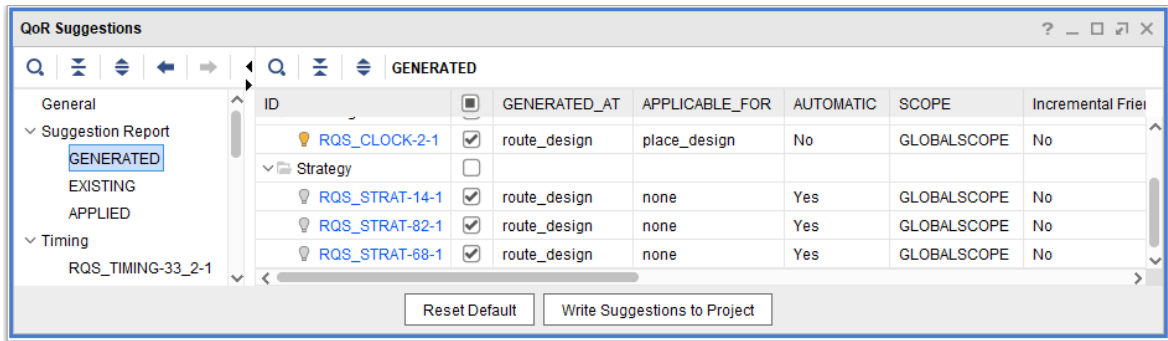 QoR Suggestions
GENERATED
General
Suggestion Report
GENERATED
EXISTING
APPLIED
Timing
RQS_TIMING-33_2-1
ID GENERATED_AT APPLICABLE_FOR AUTOMATIC SCOPE Incremental Frien
RQS_CLOCK-2-1 route_design place_design No GLOBALSCOPE No
Strategy
RQS_STRAT-14-1 route_design none Yes GLOBALSCOPE No
RQS_STRAT-82-1 route_design none Yes GLOBALSCOPE No
RQS_STRAT-68-1 route_design none Yes GLOBALSCOPE No
Reset Default Write Suggestions to Project